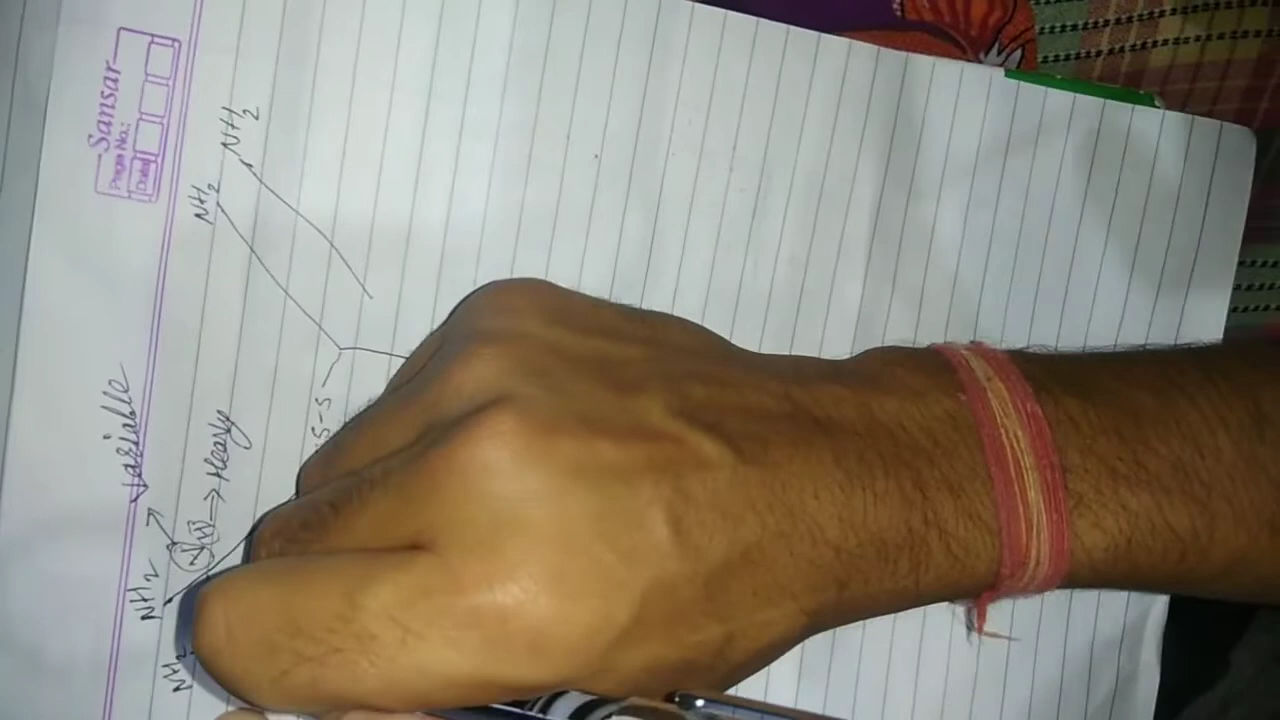 Sansar
Page No.:
Date
NH2
NH2
Variable
NH2
→ Heavy
S-S
NH2